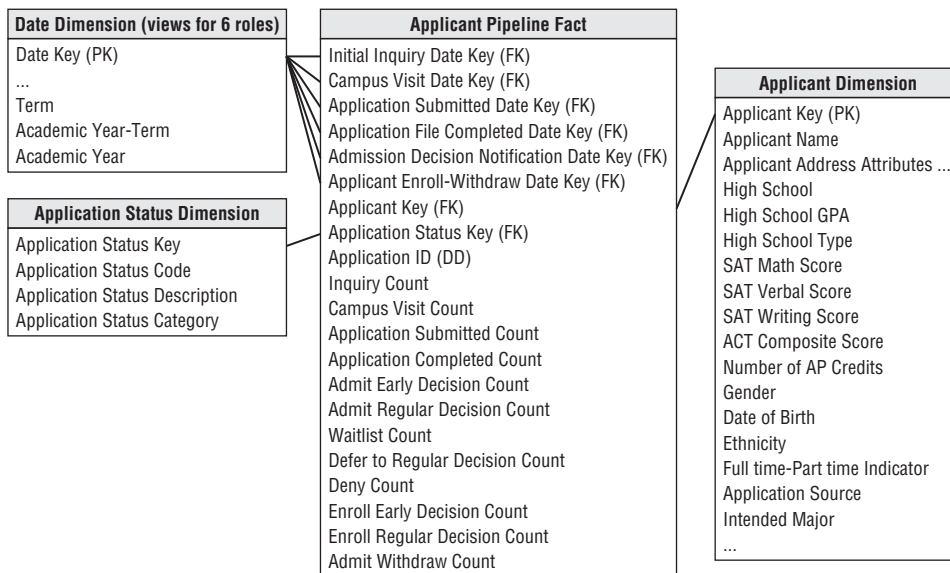 Date Dimension (views for 6 roles)
Date Key (PK)
...
Term
Academic Year-Term
Academic Year
Application Status Dimension
Application Status Key
Application Status Code
Application Status Description
Application Status Category
Applicant Pipeline Fact
Initial Inquiry Date Key (FK)
Campus Visit Date Key (FK)
Application Submitted Date Key (FK)
Application File Completed Date Key (FK)
Admission Decision Notification Date Key (FK)
Applicant Enroll-Withdraw Date Key (FK)
Applicant Key (FK)
Application Status Key (FK)
Application ID (DD)
Inquiry Count
Campus Visit Count
Application Submitted Count
Application Completed Count
Admit Early Decision Count
Admit Regular Decision Count
Waitlist Count
Defer to Regular Decision Count
Deny Count
Enroll Early Decision Count
Enroll Regular Decision Count
Admit Withdraw Count
Applicant Dimension
Applicant Key (PK)
Applicant Name
Applicant Address Attributes ...
High School
High School GPA
High School Type
SAT Math Score
SAT Verbal Score
SAT Writing Score
ACT Composite Score
Number of AP Credits
Gender
Date of Birth
Ethnicity
Full time-Part time Indicator
Application Source
Intended Major
...